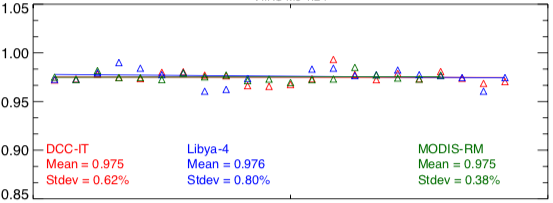 1.05
1.00
0.95
0.90
0.85
DCC-IT Libya-4 MODIS-RM
Mean = 0.975 Mean = 0.976 Mean = 0.975
Stdev = 0.62% Stdev = 0.80% Stdev = 0.38%